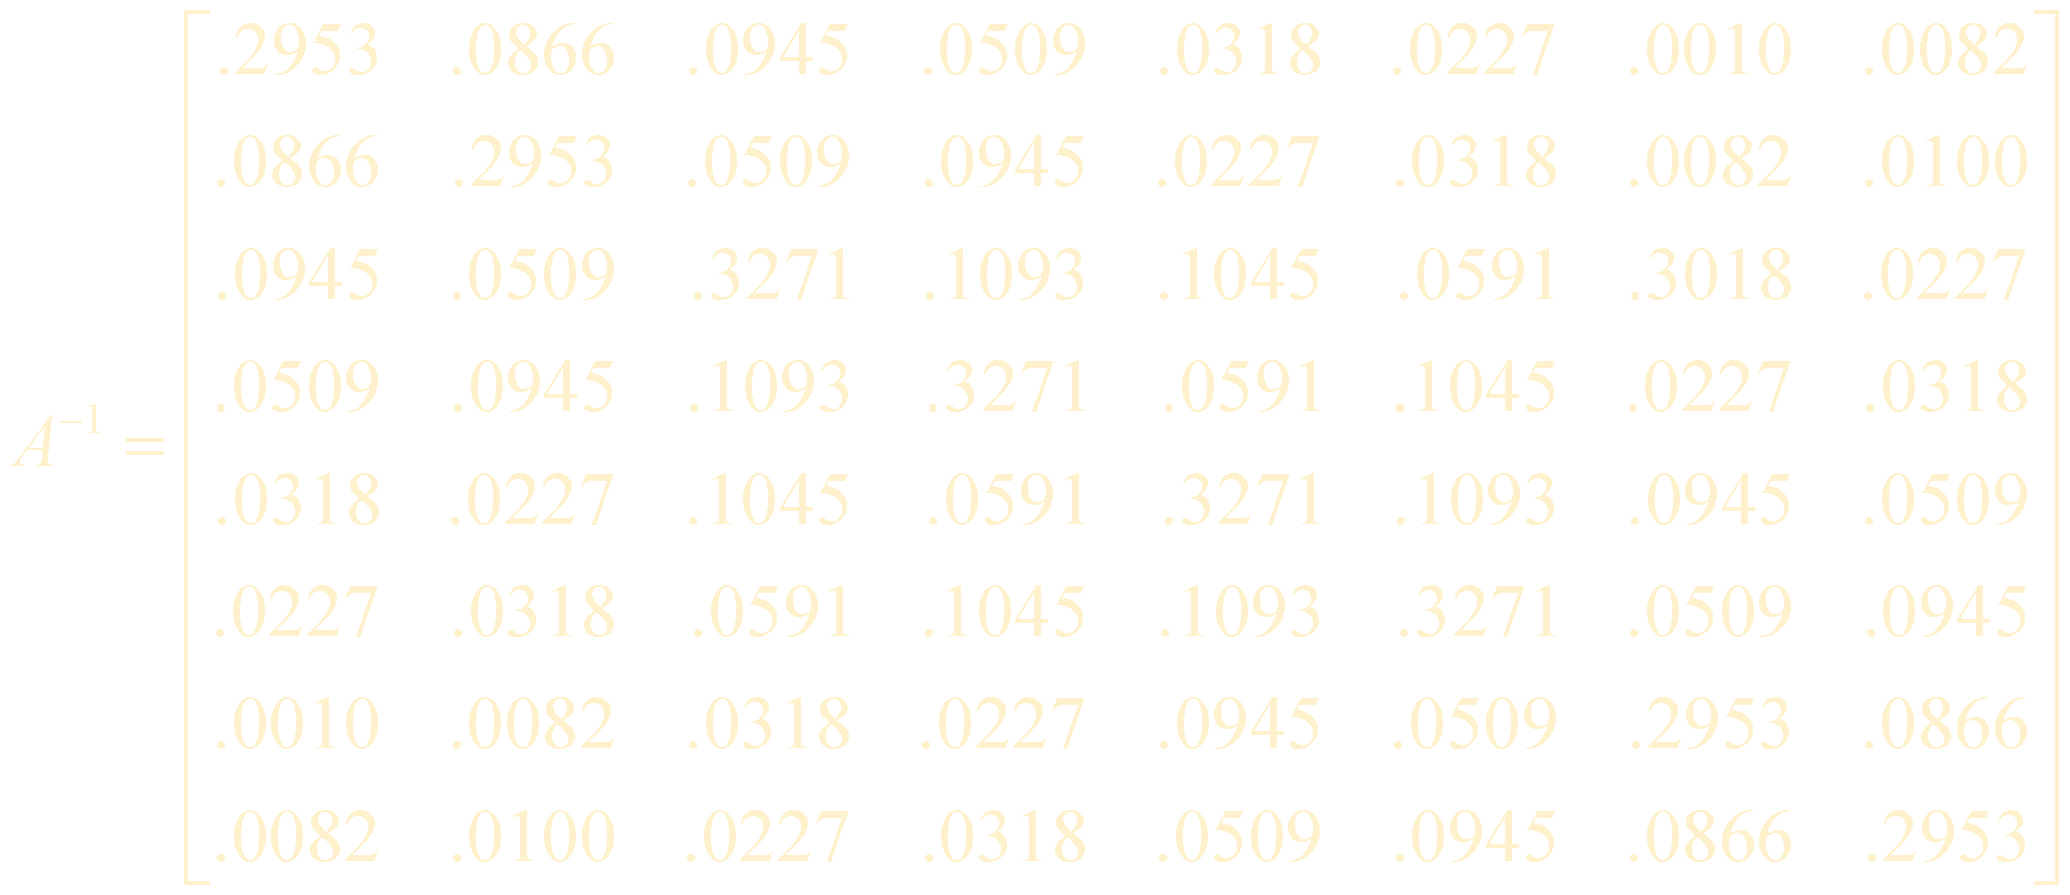 .2953 .0866 .0945 .0509 .0318 .0227 .0010 .0082
.0866 .2953 .0509 .0945 .0227 .0318 .0082 .0100
.0945 .0509 .3271 .1093 .1045 .0591 .3018 .0227
.0509 .0945 .1093 .3271 .0591 .1045 .0227 .0318
A⁻¹ =
.0318 .0227 .1045 .0591 .3271 .1093 .0945 .0509
.0227 .0318 .0591 .1045 .1093 .3271 .0509 .0945
.0010 .0082 .0318 .0227 .0945 .0509 .2953 .0866
.0082 .0100 .0227 .0318 .0509 .0945 .0866 .2953